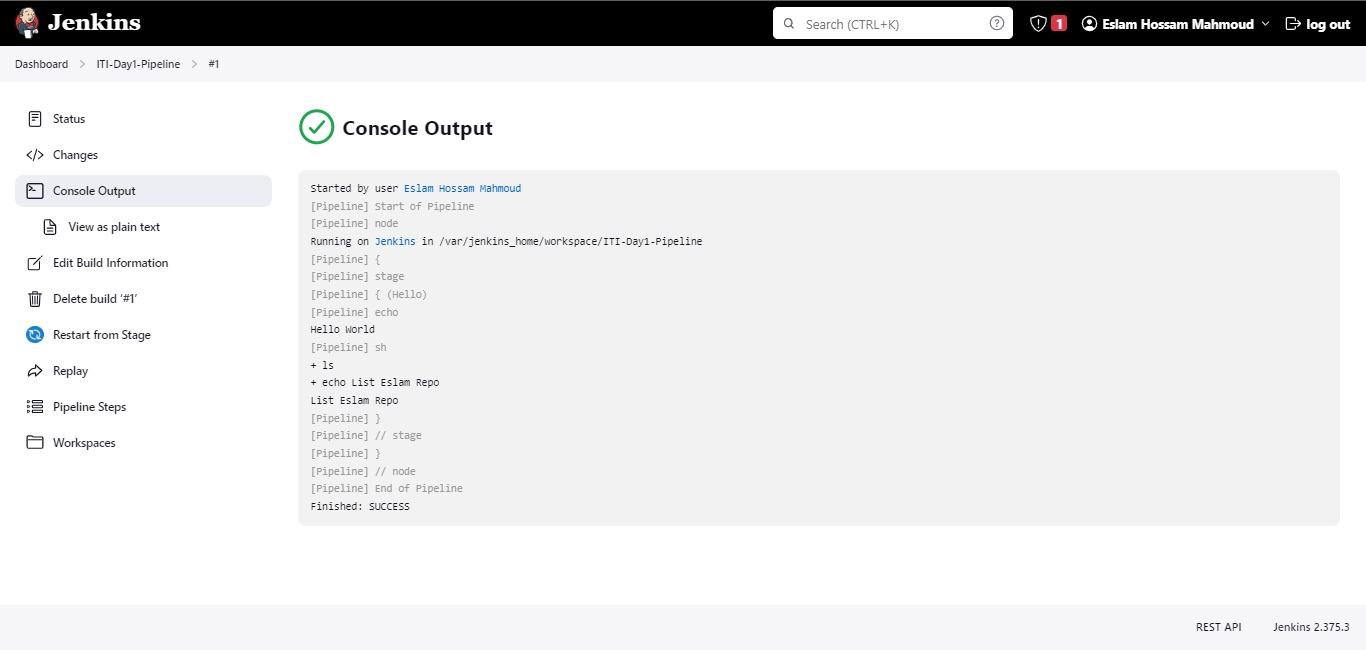 Jenkins
Search (CTRL+K)
1
Eslam Hossam Mahmoud
log out
Dashboard
ITI-Day1-Pipeline
#1
Status
Changes
Console Output
View as plain text
Edit Build Information
Delete build ‘#1’
Restart from Stage
Replay
Pipeline Steps
Workspaces
Console Output
Started by user Eslam Hossam Mahmoud
[Pipeline] Start of Pipeline
[Pipeline] node
Running on Jenkins in /var/jenkins_home/workspace/ITI-Day1-Pipeline
[Pipeline] {
[Pipeline] stage
[Pipeline] { (Hello)
[Pipeline] echo
Hello World
[Pipeline] sh
+ ls
+ echo List Eslam Repo
List Eslam Repo
[Pipeline] }
[Pipeline] // stage
[Pipeline] }
[Pipeline] // node
[Pipeline] End of Pipeline
Finished: SUCCESS
REST API
Jenkins 2.375.3